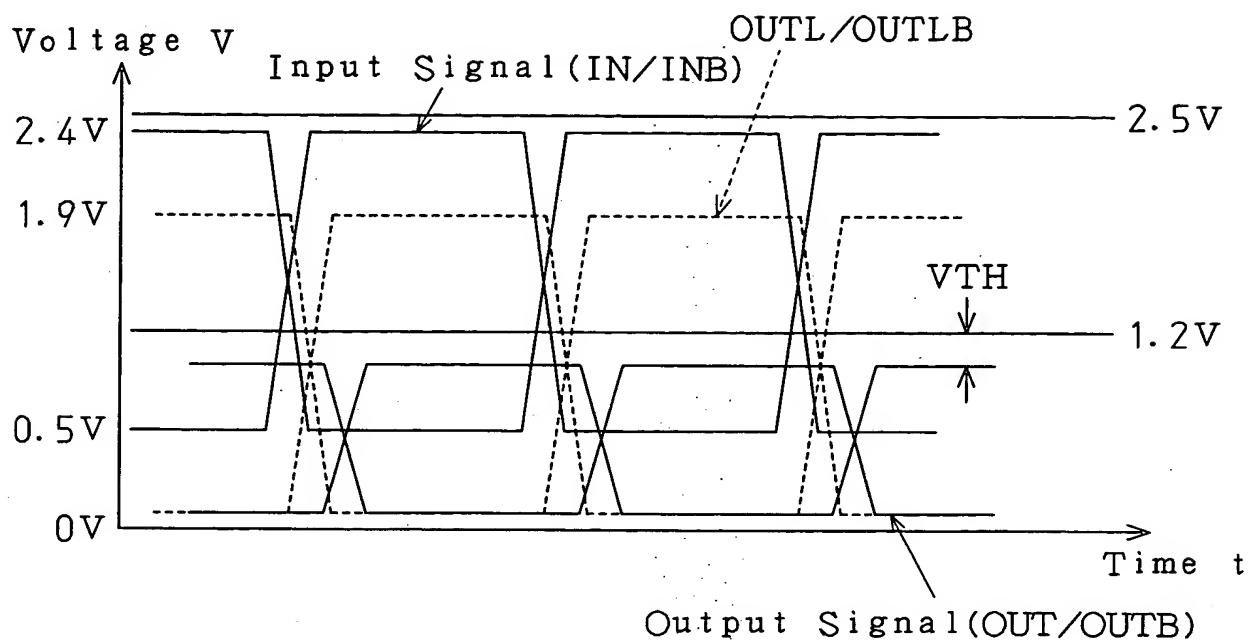 OUTL/OUTLB
Voltage V
Input Signal(IN/INB)
2.4V
2.5V
1.9V
VTH
1.2V
0.5V
0V
Time t
Output Signal(OUT/OUTB)